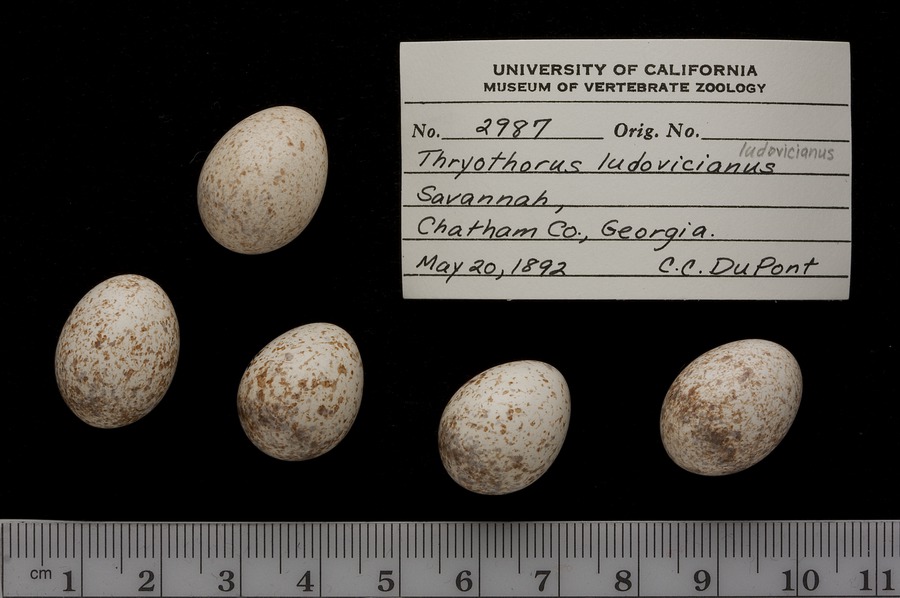 UNIVERSITY OF CALIFORNIA
MUSEUM OF VERTEBRATE ZOOLOGY
No. 2987 Orig. No.
ludovicianus
Thryothorus ludovicianus
Savannah,
Chatham Co., Georgia.
May 20, 1892 C.C. DuPont
cm 1 2 3 4 5 6 7 8 9 10 11